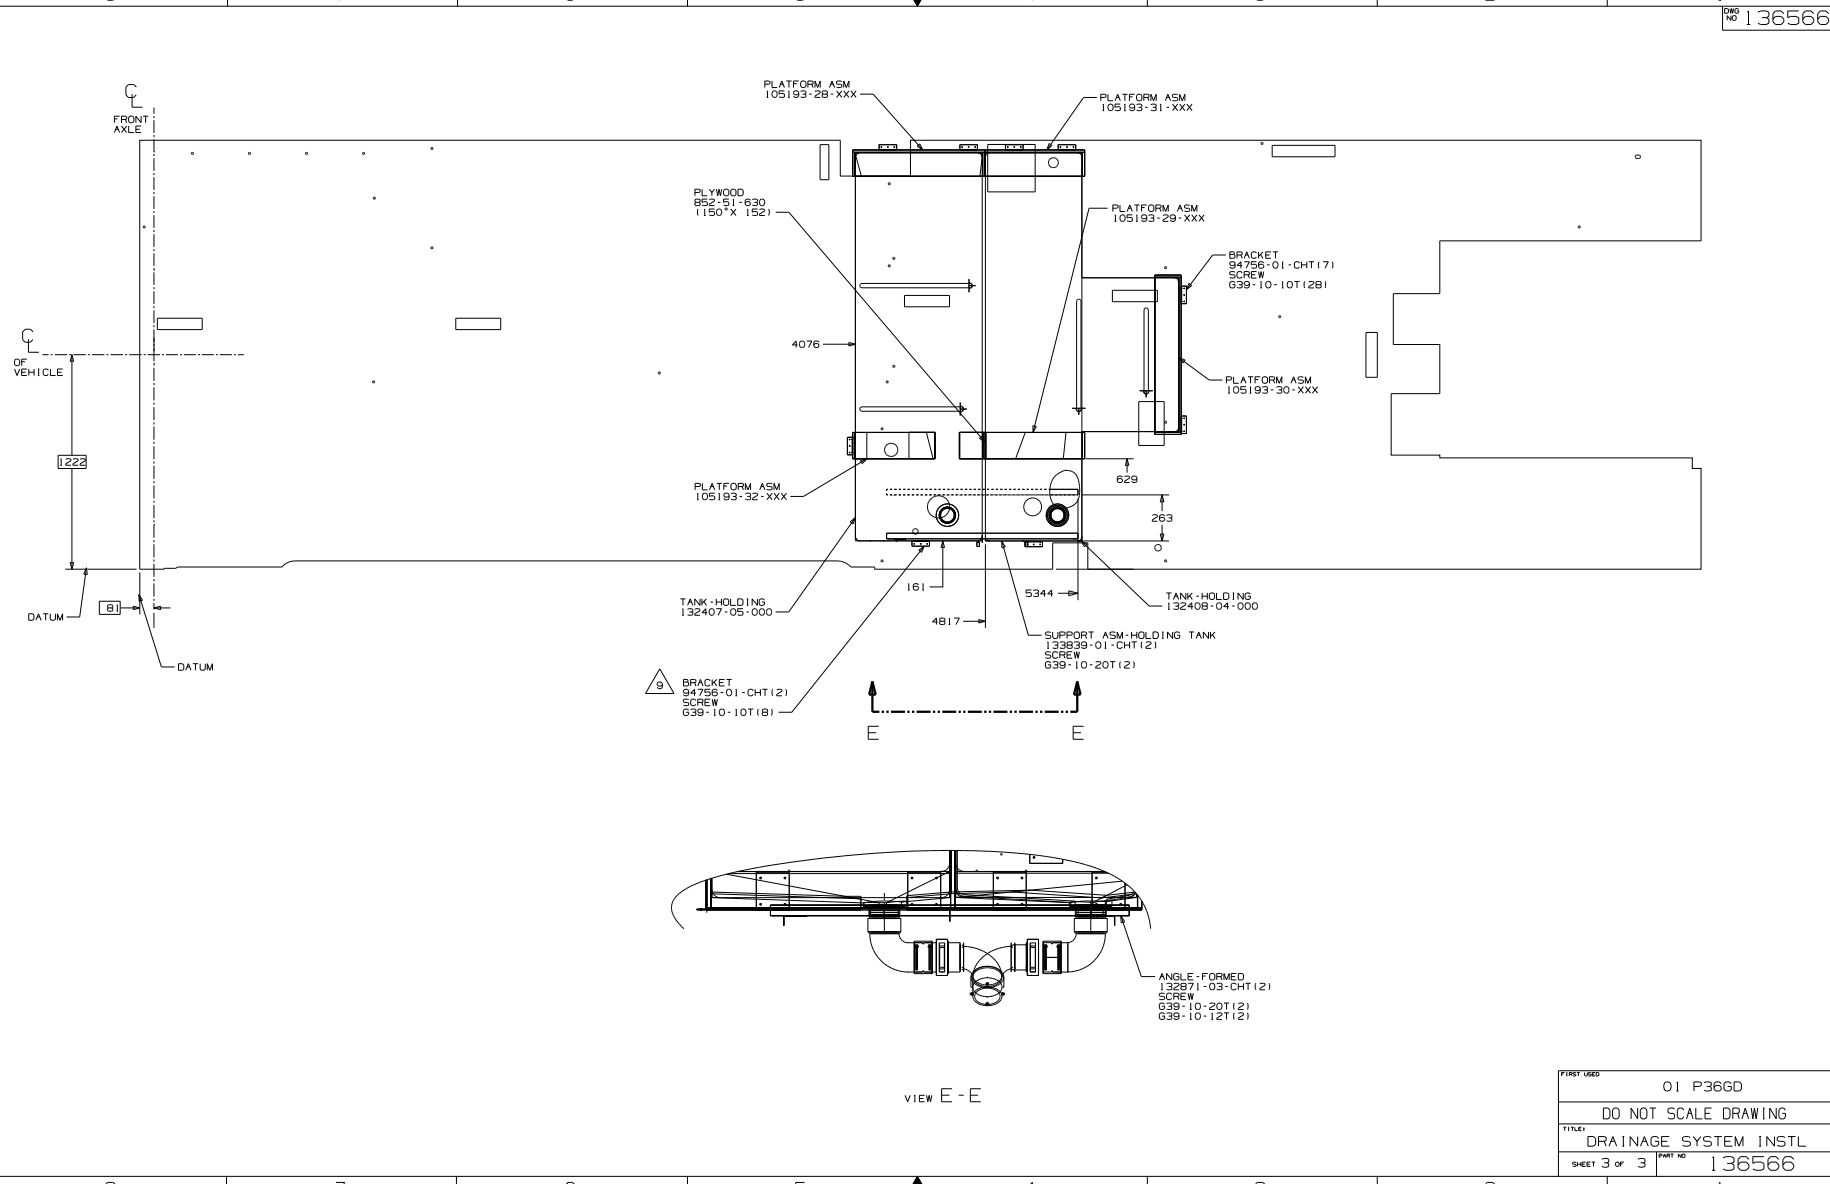 DWG
NO 136566
℄
FRONT
AXLE
PLATFORM ASM
105193-28-XXX
PLATFORM ASM
105193-31-XXX
PLYWOOD
852-51-630
(150°X 152)
PLATFORM ASM
105193-29-XXX
BRACKET
94756-01-CHT(7)
SCREW
G39-10-10T(28)
℄
OF
VEHICLE
4076
PLATFORM ASM
105193-30-XXX
1222
629
PLATFORM ASM
105193-32-XXX
263
161
5344
81
DATUM
TANK-HOLDING
132407-05-000
TANK-HOLDING
132408-04-000
4817
SUPPORT ASM-HOLDING TANK
133839-01-CHT(2)
SCREW
G39-10-20T(2)
DATUM
9
BRACKET
94756-01-CHT(2)
SCREW
G39-10-10T(8)
E E
ANGLE-FORMED
132871-03-CHT(2)
SCREW
G39-10-20T(2)
G39-10-12T(2)
VIEW E-E
FIRST USED
01 P36GD
DO NOT SCALE DRAWING
TITLE:
DRAINAGE SYSTEM INSTL
SHEET 3 OF 3
PART NO 136566